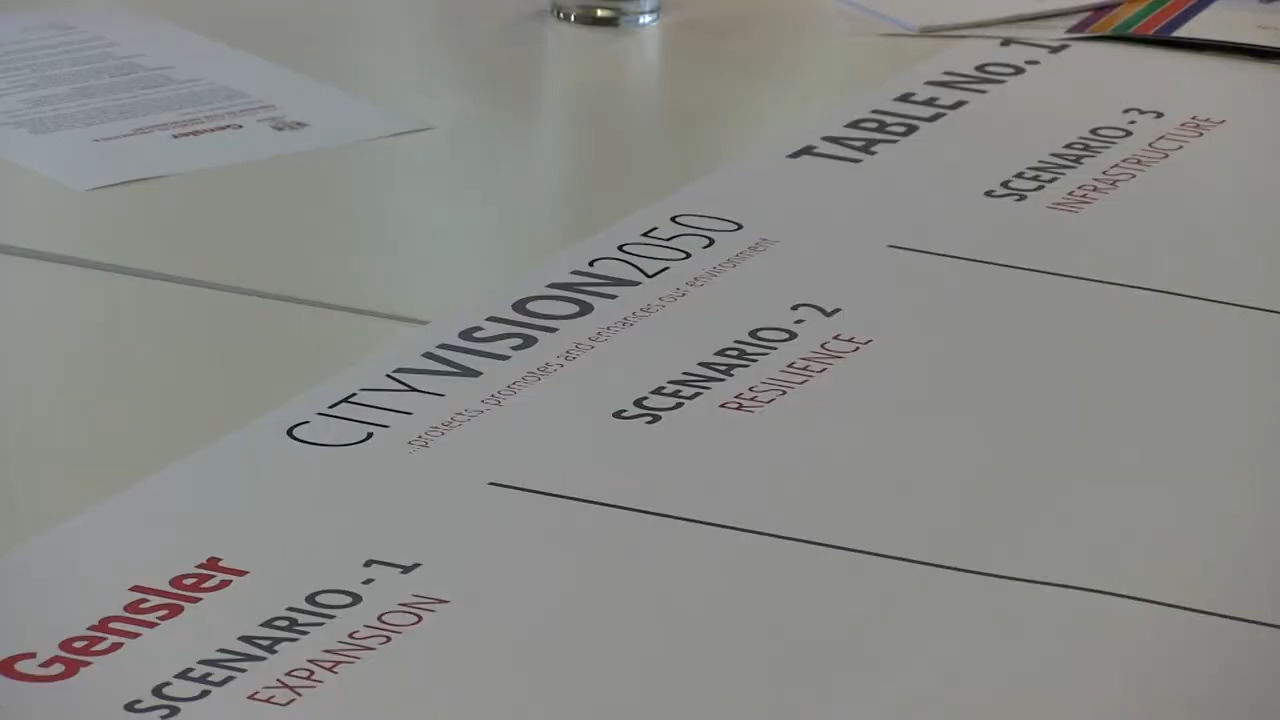 Gensler
CITYVISION2050
...protects, promotes and enhances our environment
TABLE No. 1
SCENARIO - 1
EXPANSION
SCENARIO - 2
RESILIENCE
SCENARIO - 3
INFRASTRUCTURE
Gensler